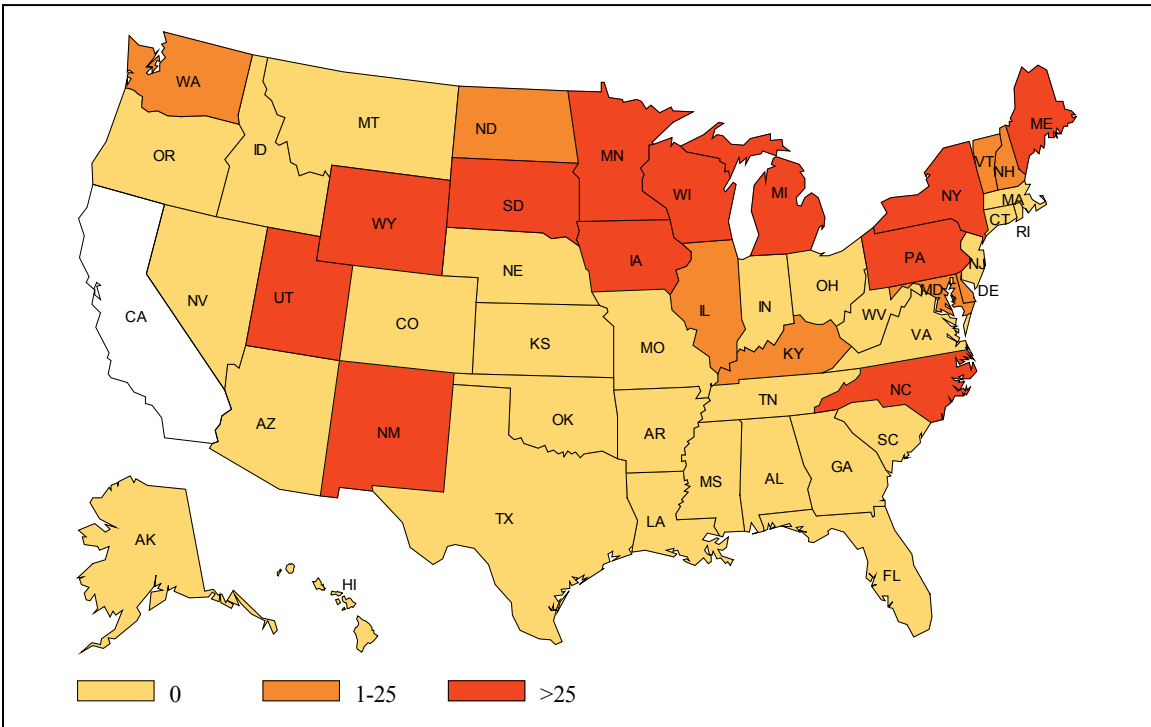 WA
MT
ND
ME
OR
ID
MN
VT
NH
WY
SD
WI
MI
NY
MA
CT
RI
NE
IA
PA
NJ
NV
UT
CO
IL
IN
OH
MD
DE
CA
KS
MO
WV
VA
KY
AZ
NM
OK
AR
TN
NC
SC
TX
LA
MS
AL
GA
FL
AK
HI
0
1-25
>25